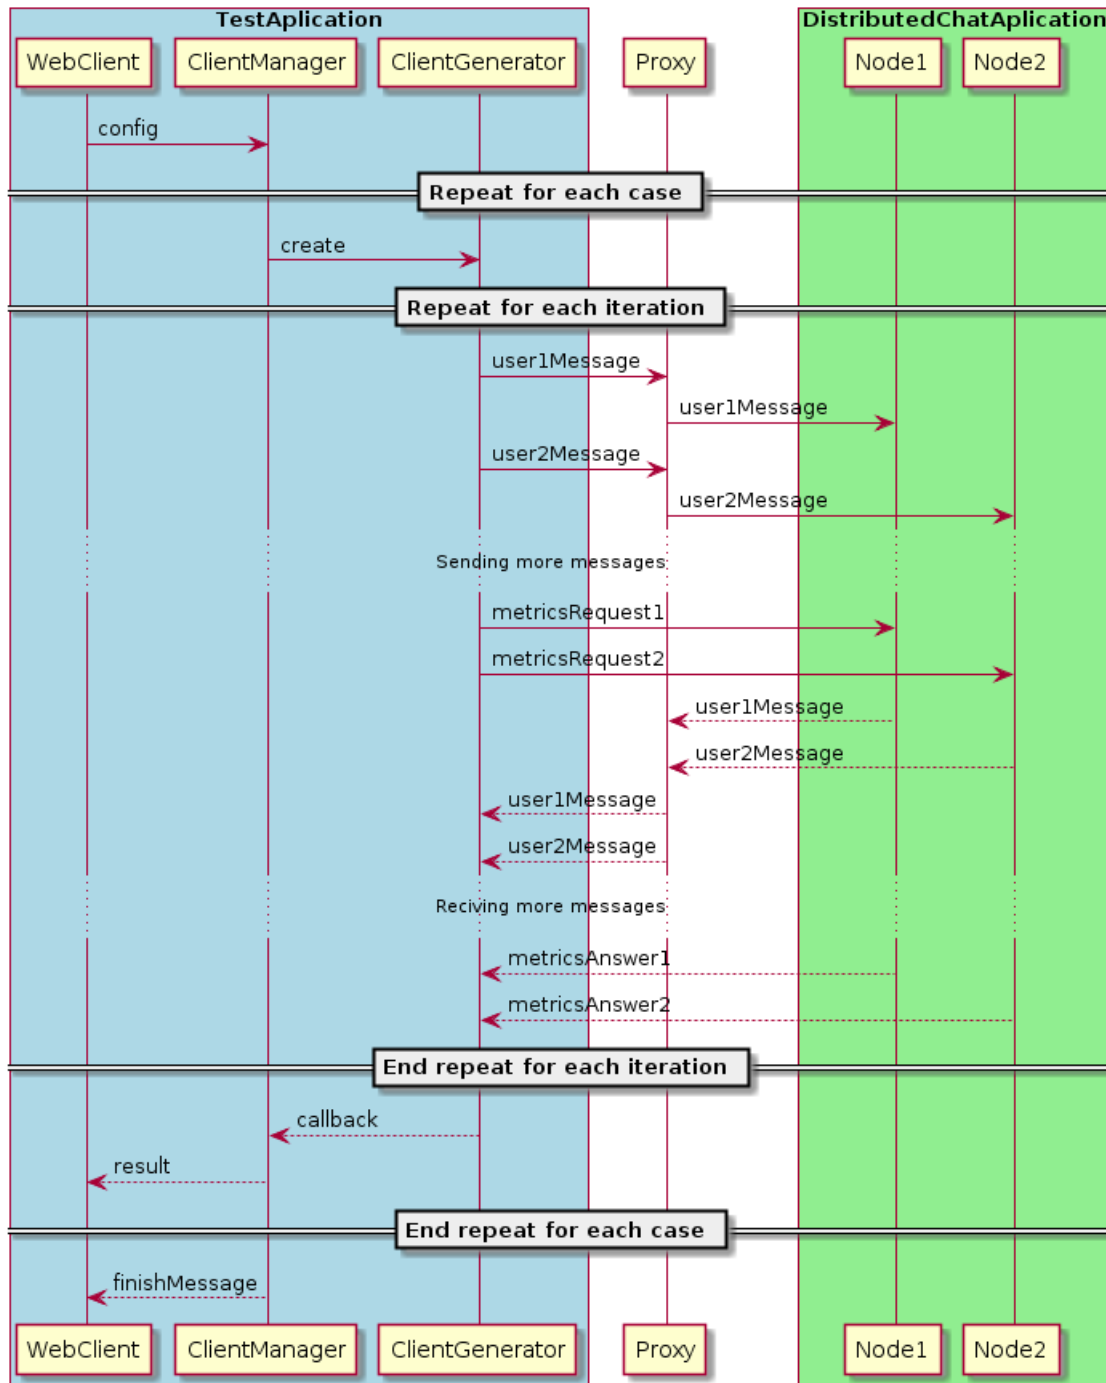 TestAplication
DistributedChatAplication
WebClient
ClientManager
ClientGenerator
Proxy
Node1
Node2
config
Repeat for each case
create
Repeat for each iteration
user1Message
user1Message
user2Message
user2Message
Sending more messages
metricsRequest1
metricsRequest2
user1Message
user2Message
user1Message
user2Message
Reciving more messages
metricsAnswer1
metricsAnswer2
End repeat for each iteration
callback
result
End repeat for each case
finishMessage
WebClient
ClientManager
ClientGenerator
Proxy
Node1
Node2